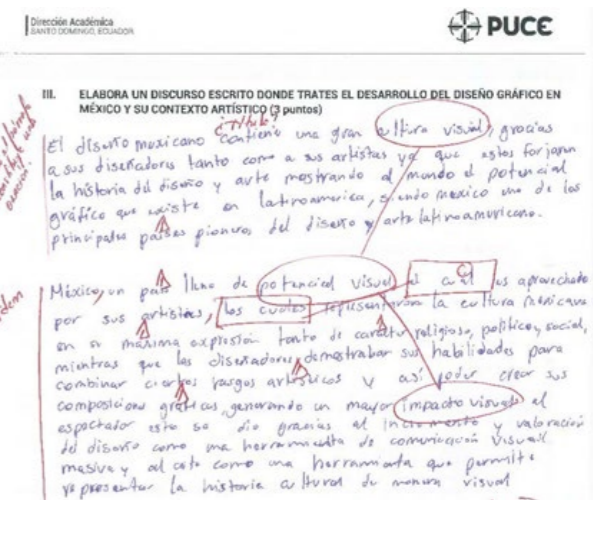 Dirección Académica
SANTO DOMINGO, ECUADOR
PUCE
III. ELABORA UN DISCURSO ESCRITO DONDE TRATES EL DESARROLLO DEL DISEÑO GRÁFICO EN
MÉXICO Y SU CONTEXTO ARTÍSTICO (3 puntos)
El diseño mexicano contiene una gran cultura visual, gracias
a sus diseñadores tanto como a sus artistas ya que estos forjaron
la historia del diseño y arte mostrando al mundo el potencial
gráfico que existe en latinoamerica, siendo mexico uno de los
principales países pioneros del diseño y arte latinoamericano.
Idem
México, un país lleno de potencial visual el cual es aprovechado
por sus artistas, los cuales representaron la cultura mexicana
en su máxima expresión tanto de carácter religioso, politico y social,
mientras que los diseñadores demostraban sus habilidades para
combinar ciertos rasgos artísticos y así poder crear sus
composiciones gráficas, generando un mayor impacto visual al
espectador esto se dio gracias al incremento y valoración
del diseño como una herramienta de comunicación visual
masiva y al arte como una herramienta que permite
representar la historia cultural de manera visual